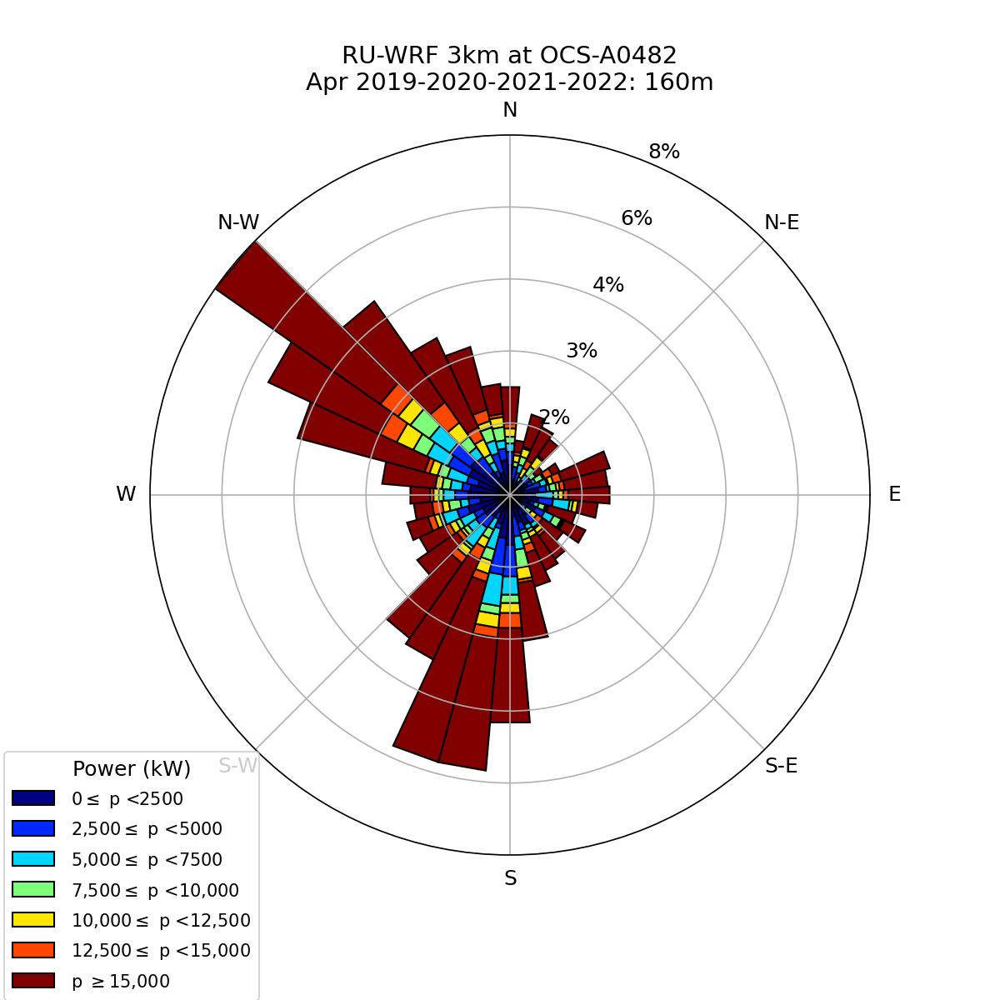 RU-WRF 3km at OCS-A0482
Apr 2019-2020-2021-2022: 160m
N
8%
N-W
6%
N-E
4%
3%
2%
W
E
S-W
S-E
S
Power (kW)
0≤ p <2500
2,500≤ p <5000
5,000≤ p <7500
7,500≤ p <10,000
10,000≤ p <12,500
12,500≤ p <15,000
p ≥15,000